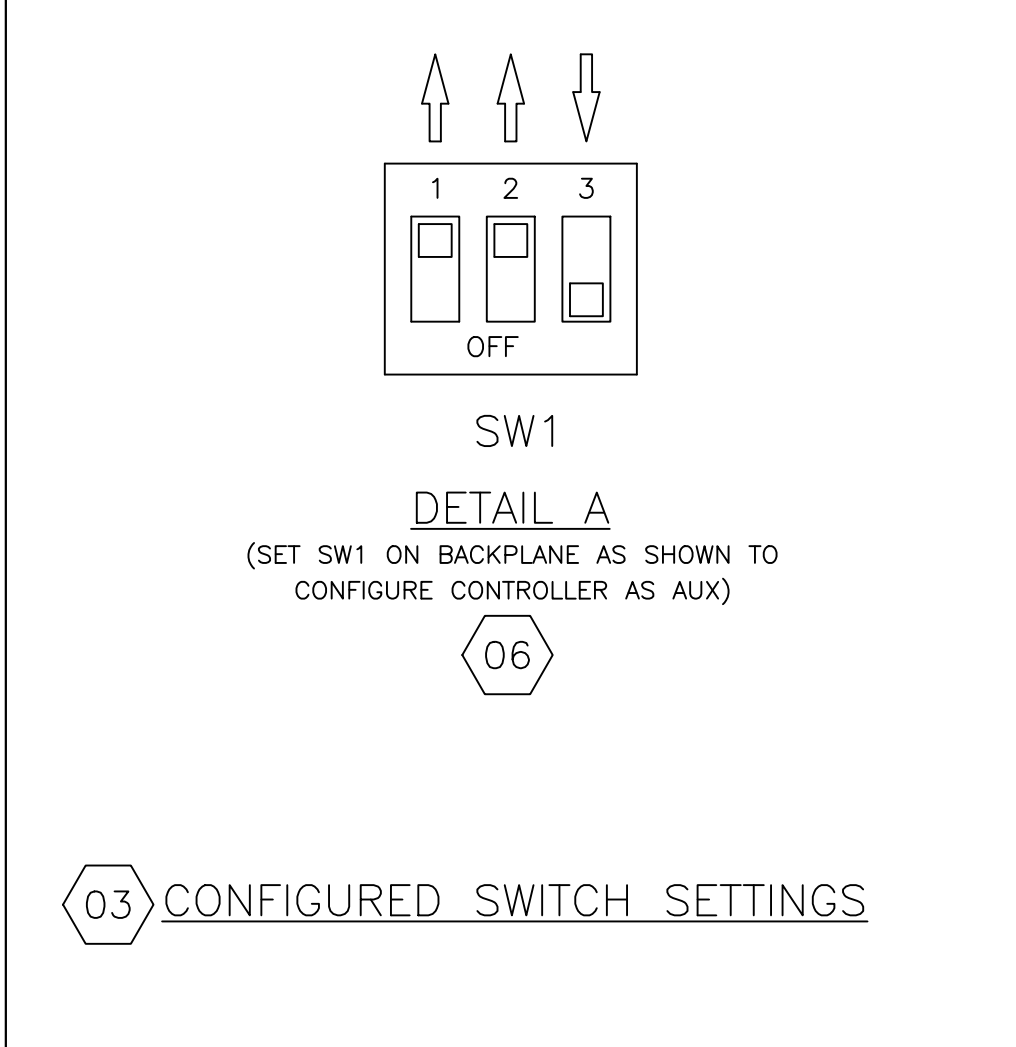 1 2 3
OFF
SW1
DETAIL A
(SET SW1 ON BACKPLANE AS SHOWN TO
CONFIGURE CONTROLLER AS AUX)
06
03 CONFIGURED SWITCH SETTINGS